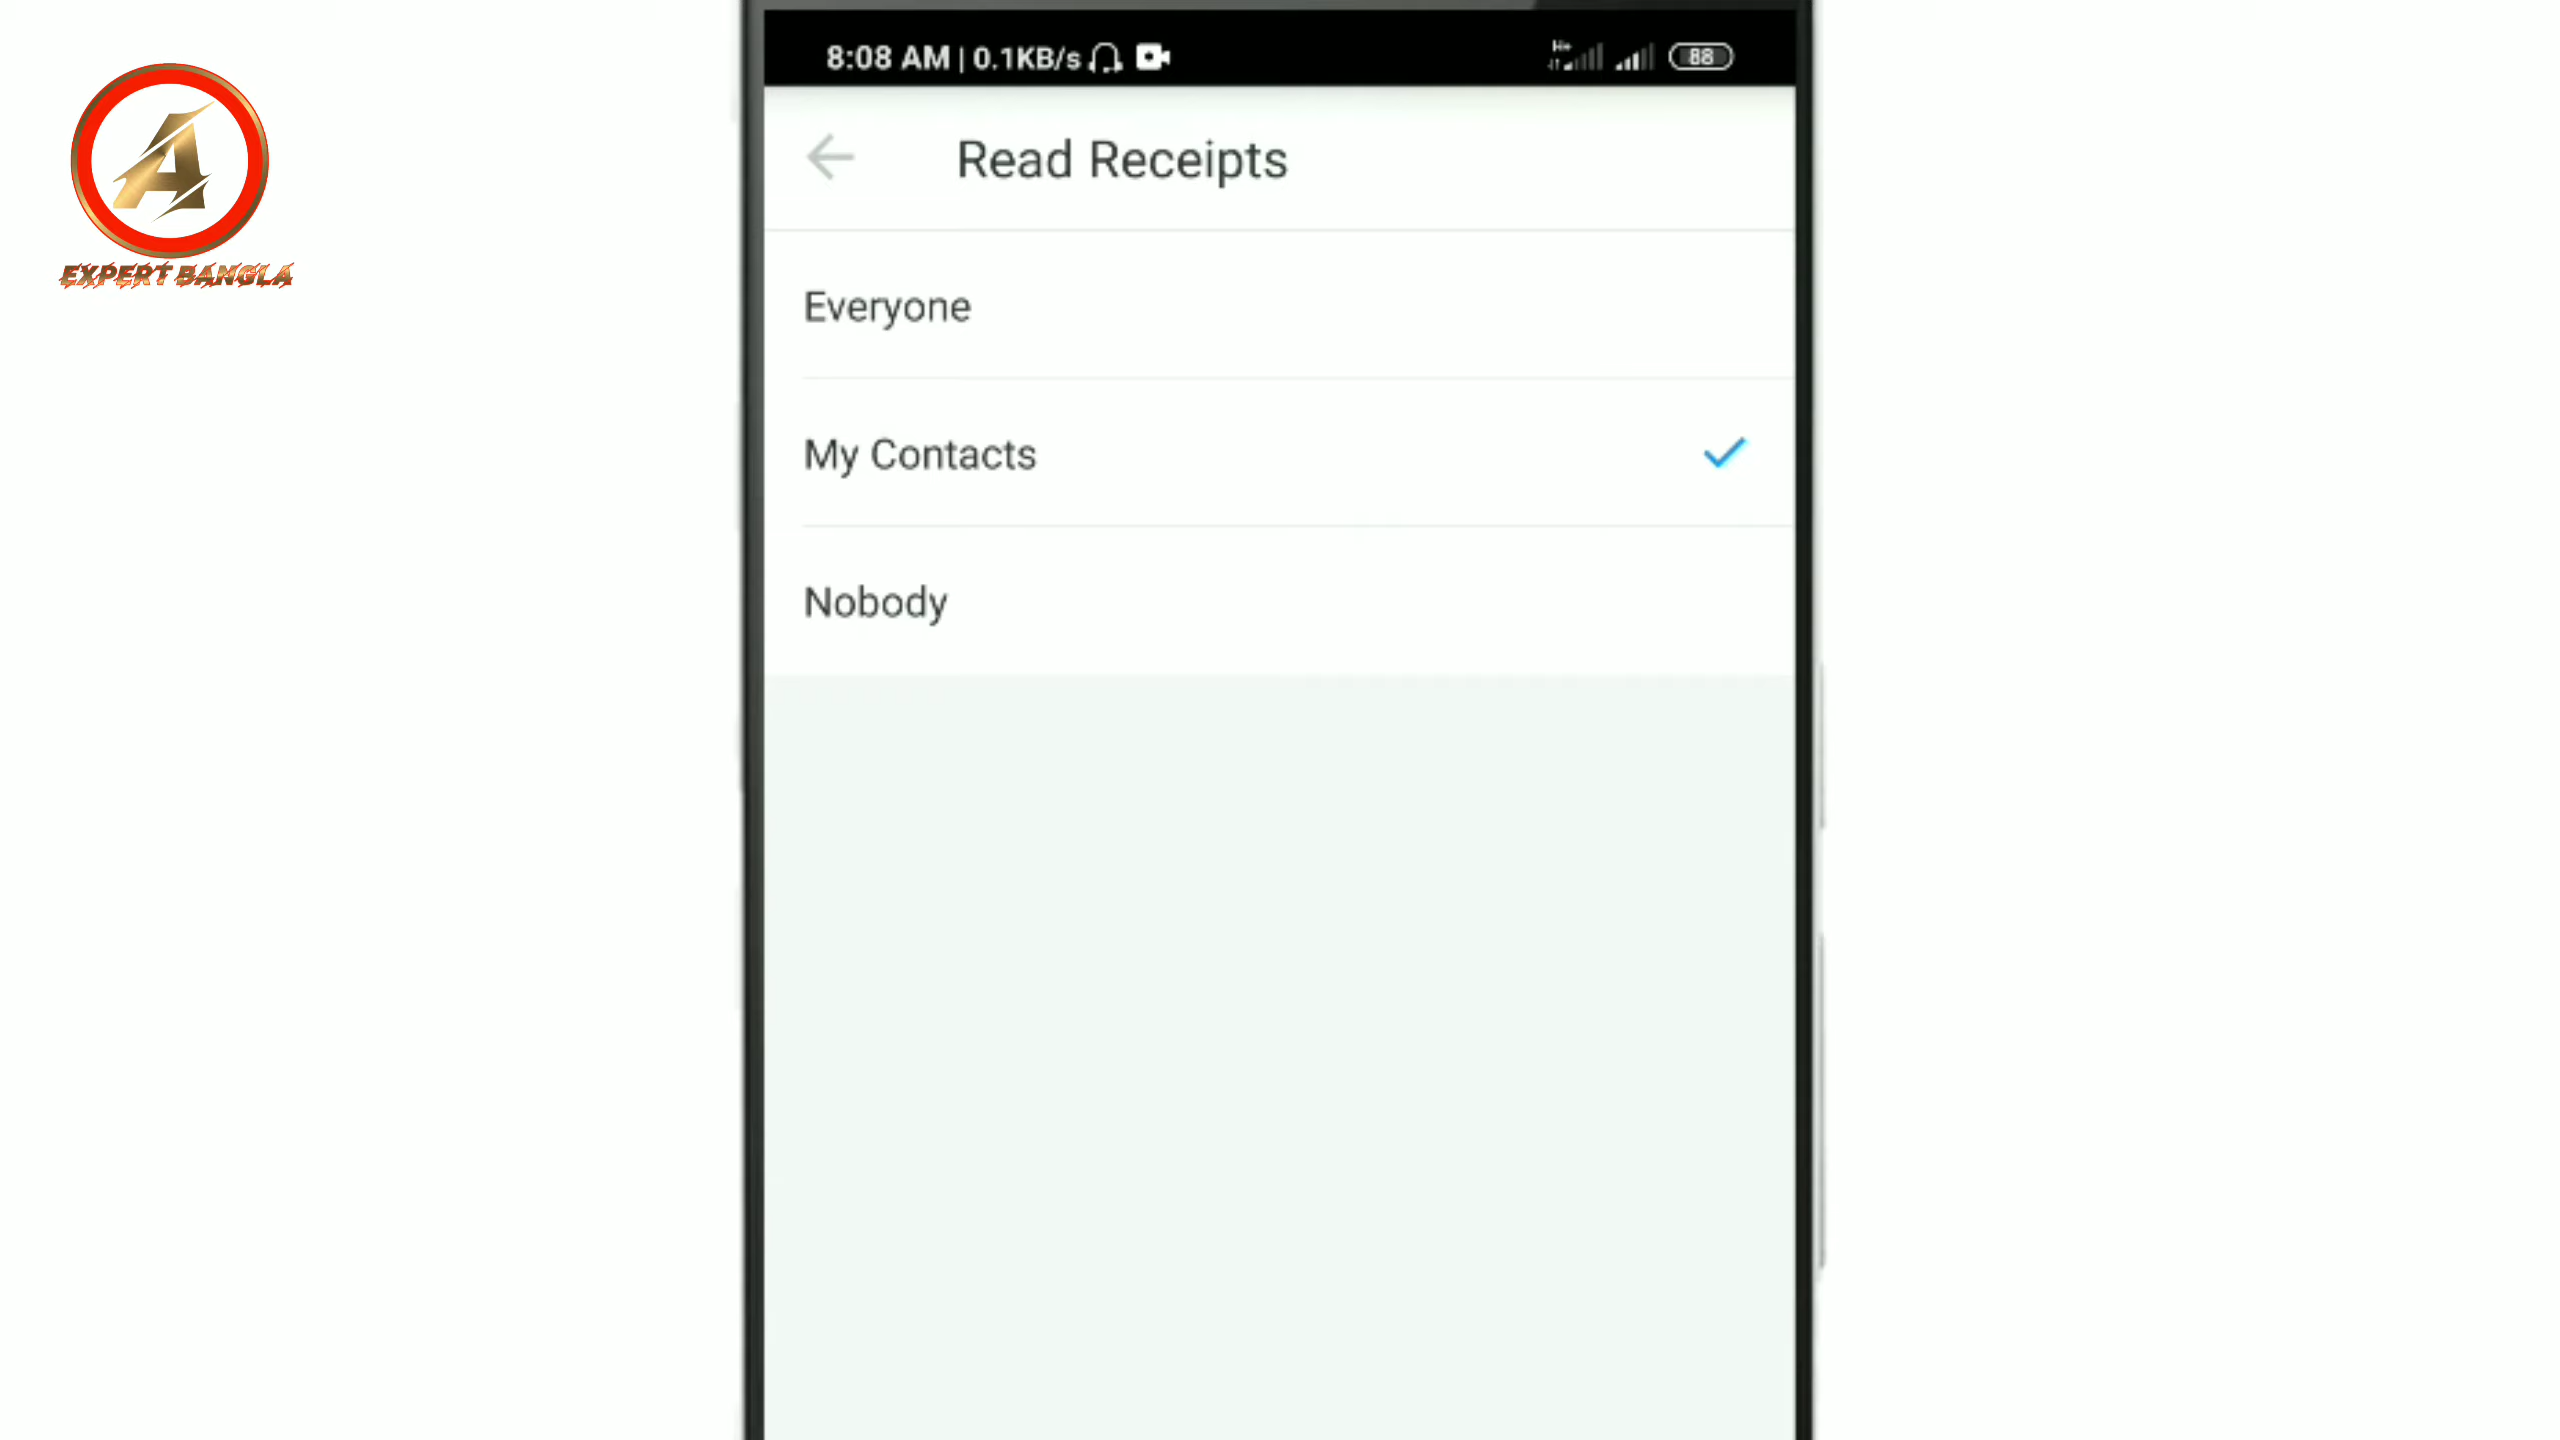 8:08 AM | 0.1KB/s
H+
88
EXPERT BANGLA
Read Receipts
Everyone
My Contacts
Nobody